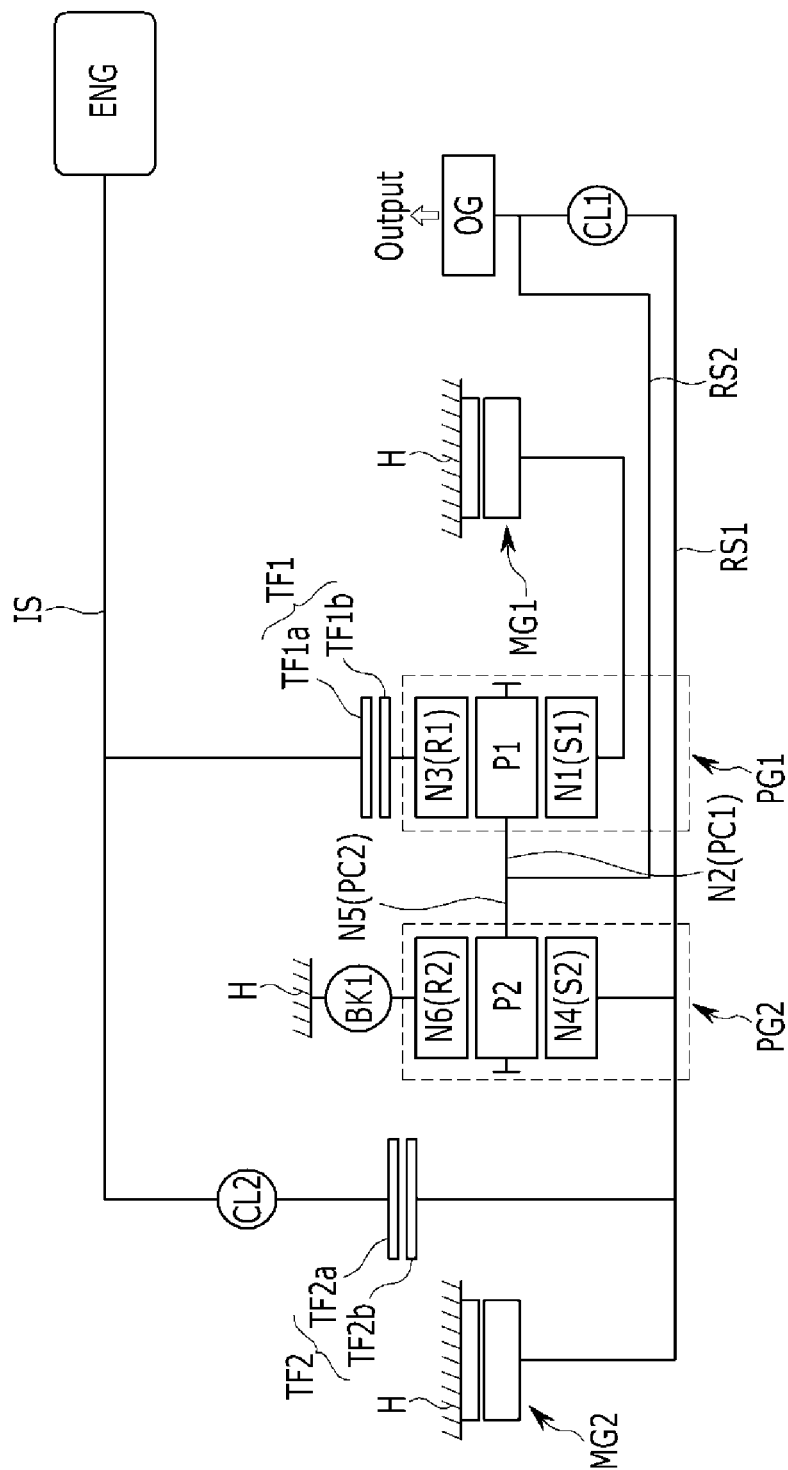 ENG
IS
Output
OG
CL1
RS2
RS1
H
MG1
TF1
TF1a
TF1b
N3(R1)
P1
N1(S1)
PG1
N5(PC2)
N2(PC1)
H
BK1
N6(R2)
P2
N4(S2)
PG2
CL2
TF2
TF2a
TF2b
H
MG2